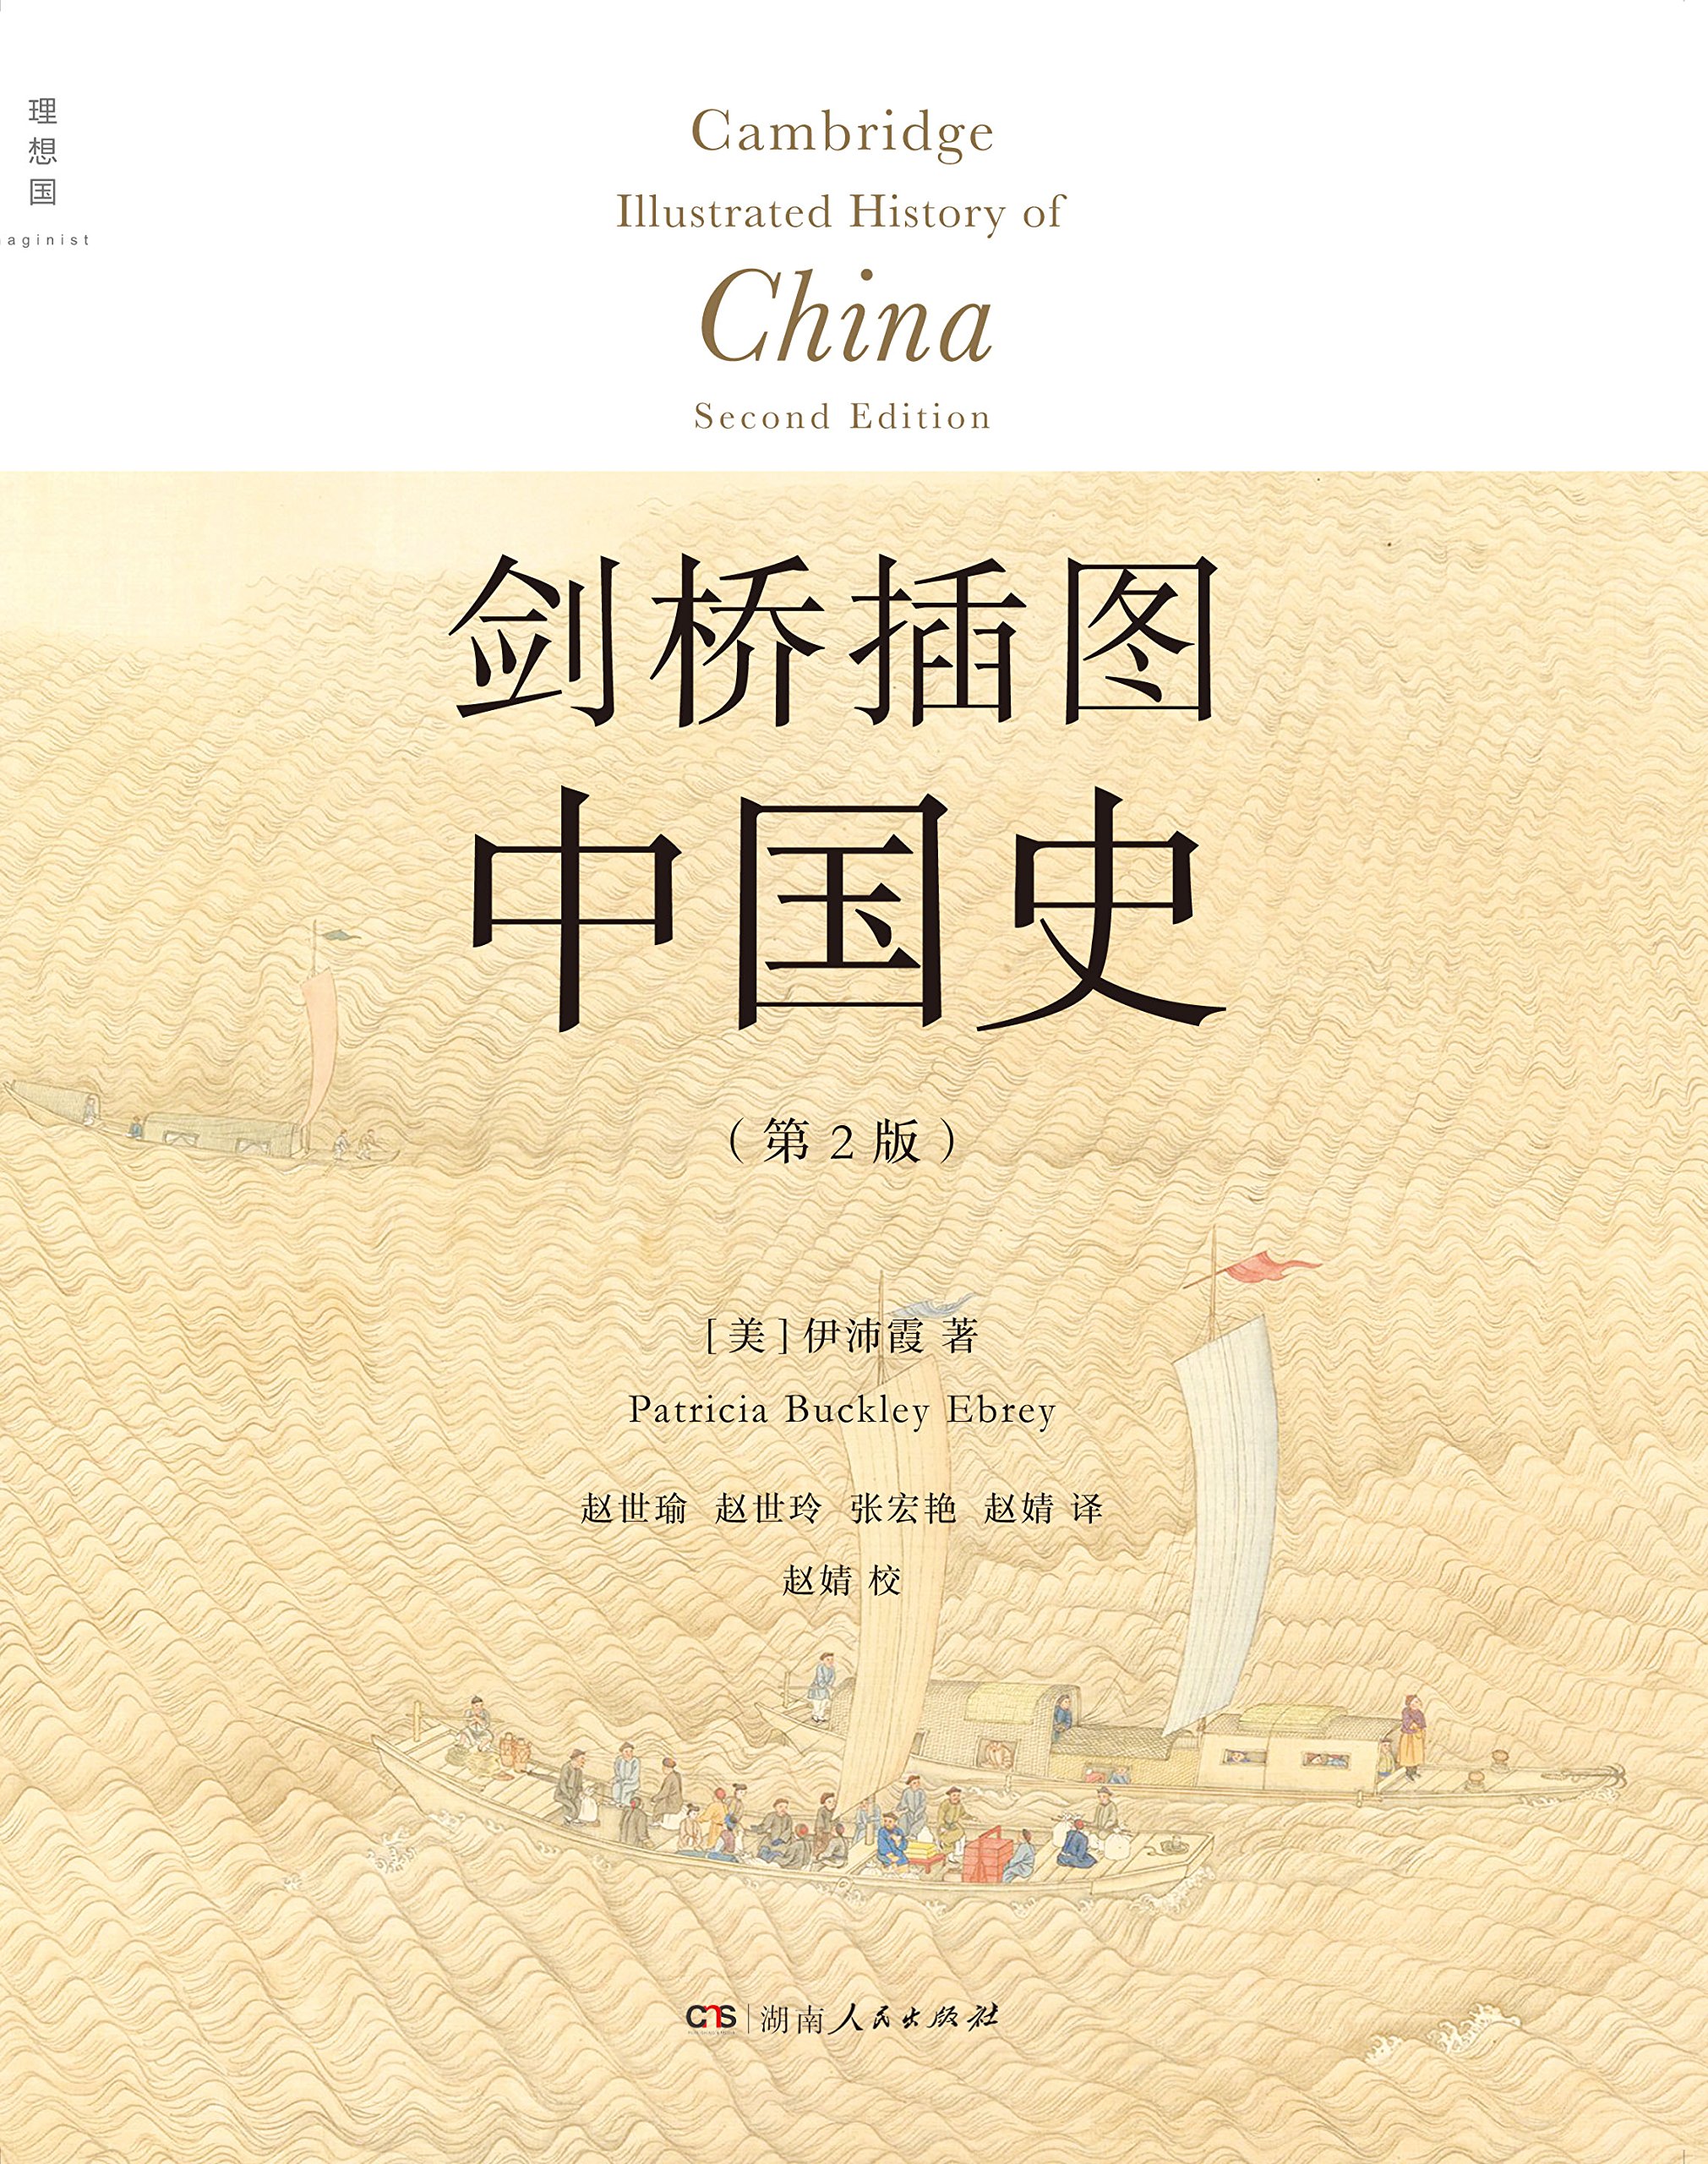 理想国
aginist
Cambridge
Illustrated History of
China
Second Edition
剑桥插图
中国史
（第2版）
[美]伊沛霞 著
Patricia Buckley Ebrey
赵世瑜 赵世玲 张宏艳 赵婧 译
赵婧 校
CNS 湖南人民出版社